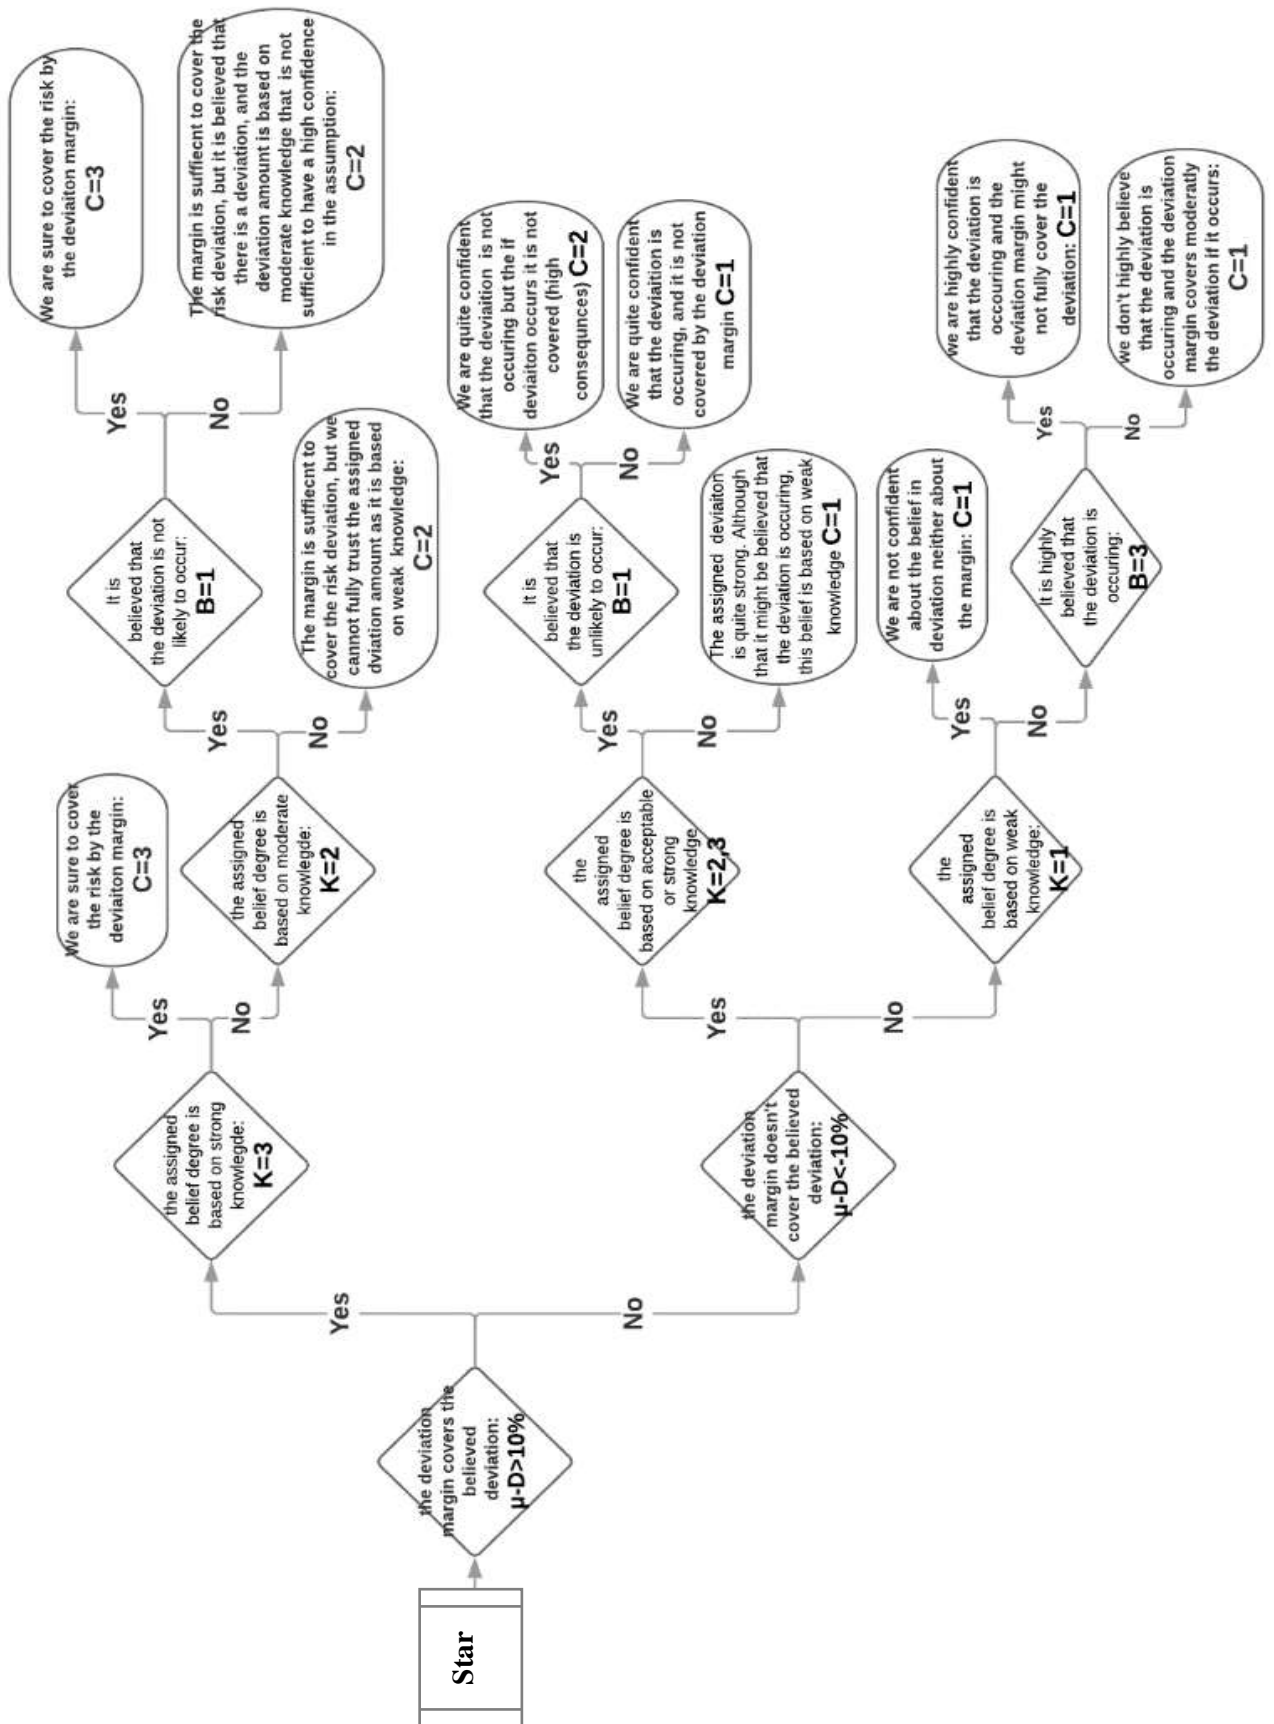 Star
the deviation
margin covers the
believed
deviation:
µ-D>10%
Yes
No
the assigned
belief degree is
based on strong
knowlegde:
K=3
Yes
No
We are sure to cover
the risk by the
deviaiton margin:
C=3
the assigned
belief degree is
based on moderate
knowlegde:
K=2
Yes
No
It is
believed that
the deviation is not
likely to occur:
B=1
Yes
No
We are sure to cover the risk by
the deviaiton margin:
C=3
The margin is suffiecnt to cover the
risk deviation, but it is believed that
there is a deviation, and the
deviation amount is based on
moderate knowledge that is not
sufficient to have a high confidence
in the assumption:
C=2
The margin is suffiecnt to
cover the risk deviation, but we
cannot fully trust the assigned
dviation amount as it is based
on weak knowledge:
C=2
the deviation
margin doesn't
cover the believed
deviation:
µ-D<-10%
Yes
No
the
assigned
belief degree is
based on acceptable
or strong
knowledge
K=2,3
Yes
No
It is
believed that
the deviation is
unlikely to occur:
B=1
Yes
No
We are quite confident
that the deviaition is not
occuring but the if
deviaiton occurs it is not
covered (high
consequnces) C=2
We are quite confident
that the deviaition is
occuring, and it is not
covered by the deviation
margin C=1
The assigned deviaiton
is quite strong. Although
that it might be believed that
the deviation is occuring,
this belief is based on weak
knowledge C=1
the
assigned
belief degree is
based on weak
knowledge:
K=1
Yes
No
We are not confident
about the belief in
deviation neither about
the margin: C=1
It is highly
believed that
the deviation is
occuring:
B=3
Yes
No
we are highly confident
that the deviation is
occouring and the
deviation margin might
not fully cover the
deviation: C=1
we don't highly believe
that the deviation is
occuring and the deviation
margin covers moderatly
the deviation if it occurs:
C=1